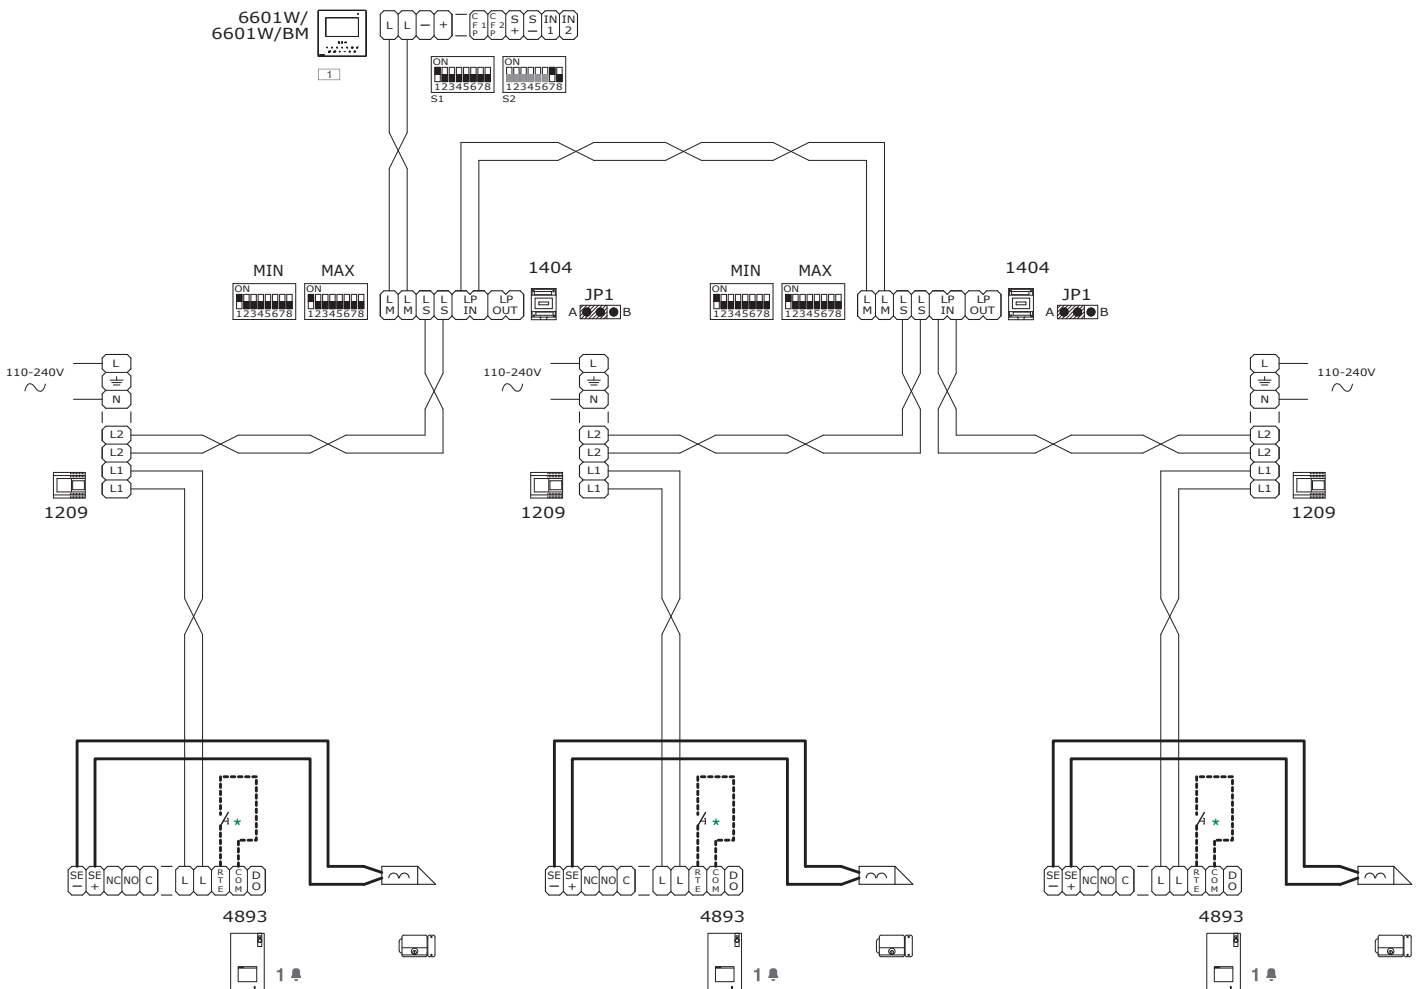 6601W/
6601W/BM
L L — + CFP1 CFP2 S+ S— IN1 IN2
1
ON ON
12345678 12345678
S1 S2
MIN MAX 1404 MIN MAX 1404
ON ON ON ON
12345678 12345678 12345678 12345678
LM LM LS LS LP IN LP OUT
JP1
A B
LM LM LS LS LP IN LP OUT
JP1
A B
110-240V 110-240V 110-240V
L L L
N N N
L2 L2 L2
L2 L2 L2
L1 L1 L1
L1 L1 L1
1209 1209 1209
* * *
SE— SE+ NC NO C L L RTE COM DO
SE— SE+ NC NO C L L RTE COM DO
SE— SE+ NC NO C L L RTE COM DO
4893 4893 4893
1 1 1